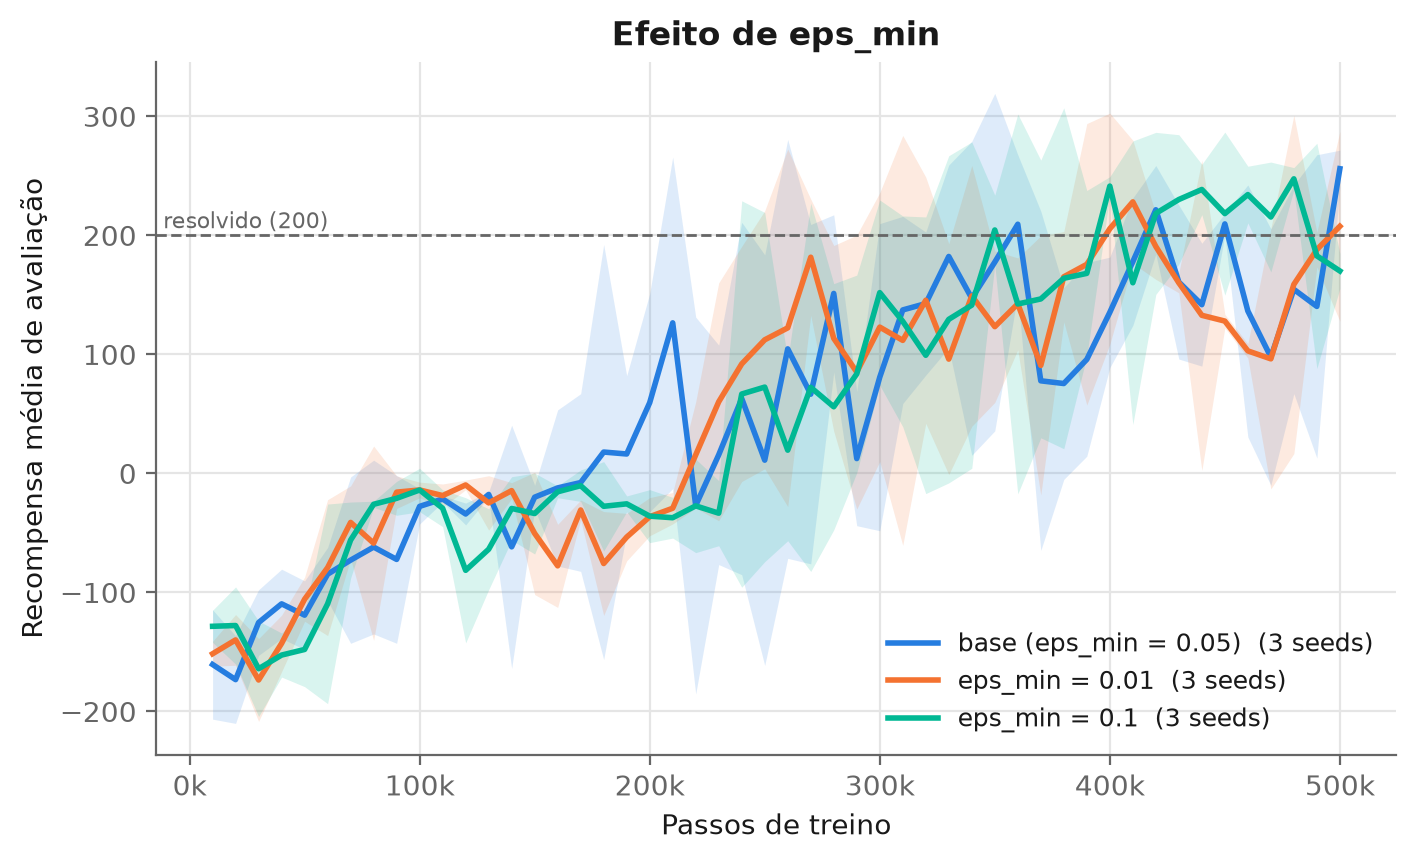 Efeito de eps_min
Recompensa média de avaliação
300
200
100
0
−100
−200
resolvido (200)
base (eps_min = 0.05)  (3 seeds)
eps_min = 0.01  (3 seeds)
eps_min = 0.1  (3 seeds)
0k
100k
200k
300k
400k
500k
Passos de treino